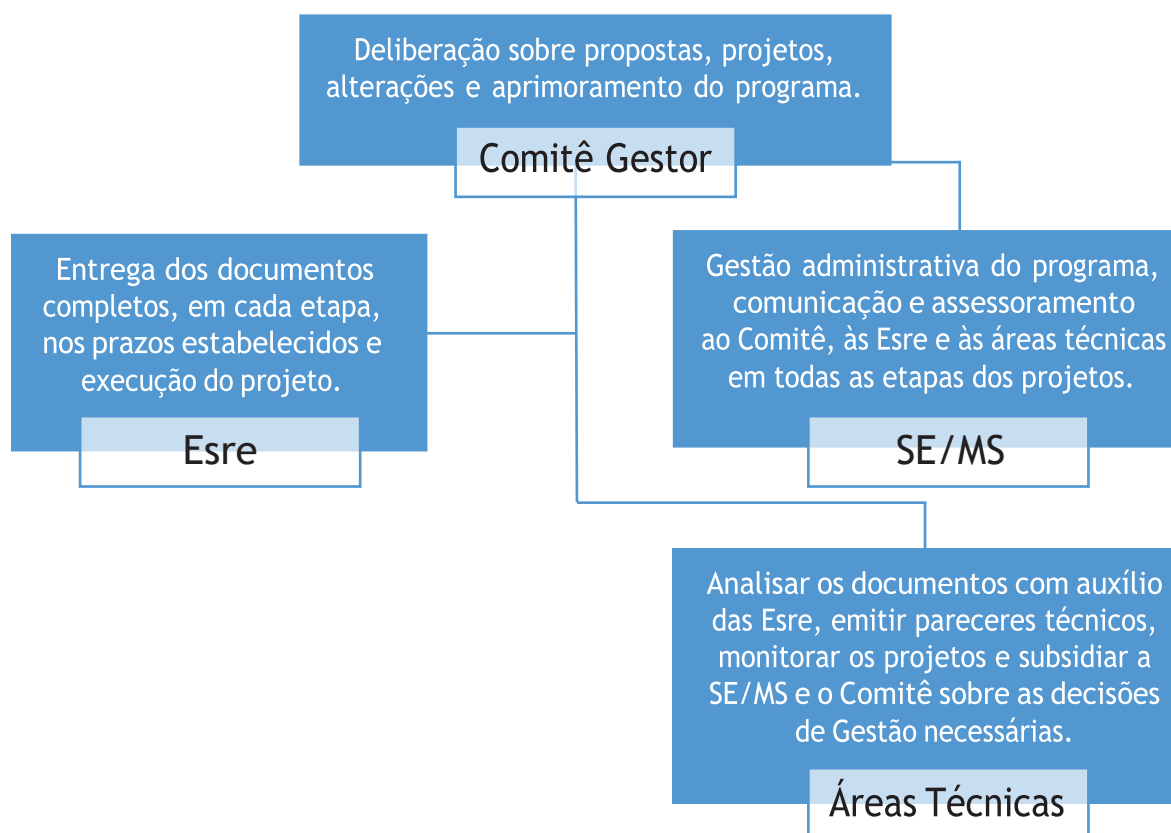 Deliberação sobre propostas, projetos,
alterações e aprimoramento do programa.
Comitê Gestor
Entrega dos documentos
completos, em cada etapa,
nos prazos estabelecidos e
execução do projeto.
Esre
Gestão administrativa do programa,
comunicação e assessoramento
ao Comitê, às Esre e às áreas técnicas
em todas as etapas dos projetos.
SE/MS
Analisar os documentos com auxílio
das Esre, emitir pareceres técnicos,
monitorar os projetos e subsidiar a
SE/MS e o Comitê sobre as decisões
de Gestão necessárias.
Áreas Técnicas